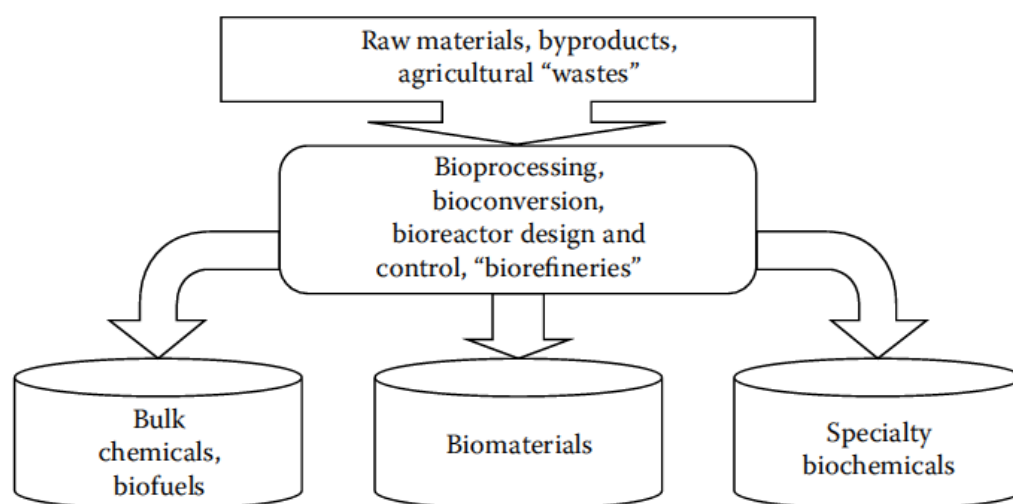 Raw materials, byproducts,
agricultural “wastes”
Bioprocessing,
bioconversion,
bioreactor design and
control, “biorefineries”
Bulk
chemicals,
biofuels
Biomaterials
Specialty
biochemicals